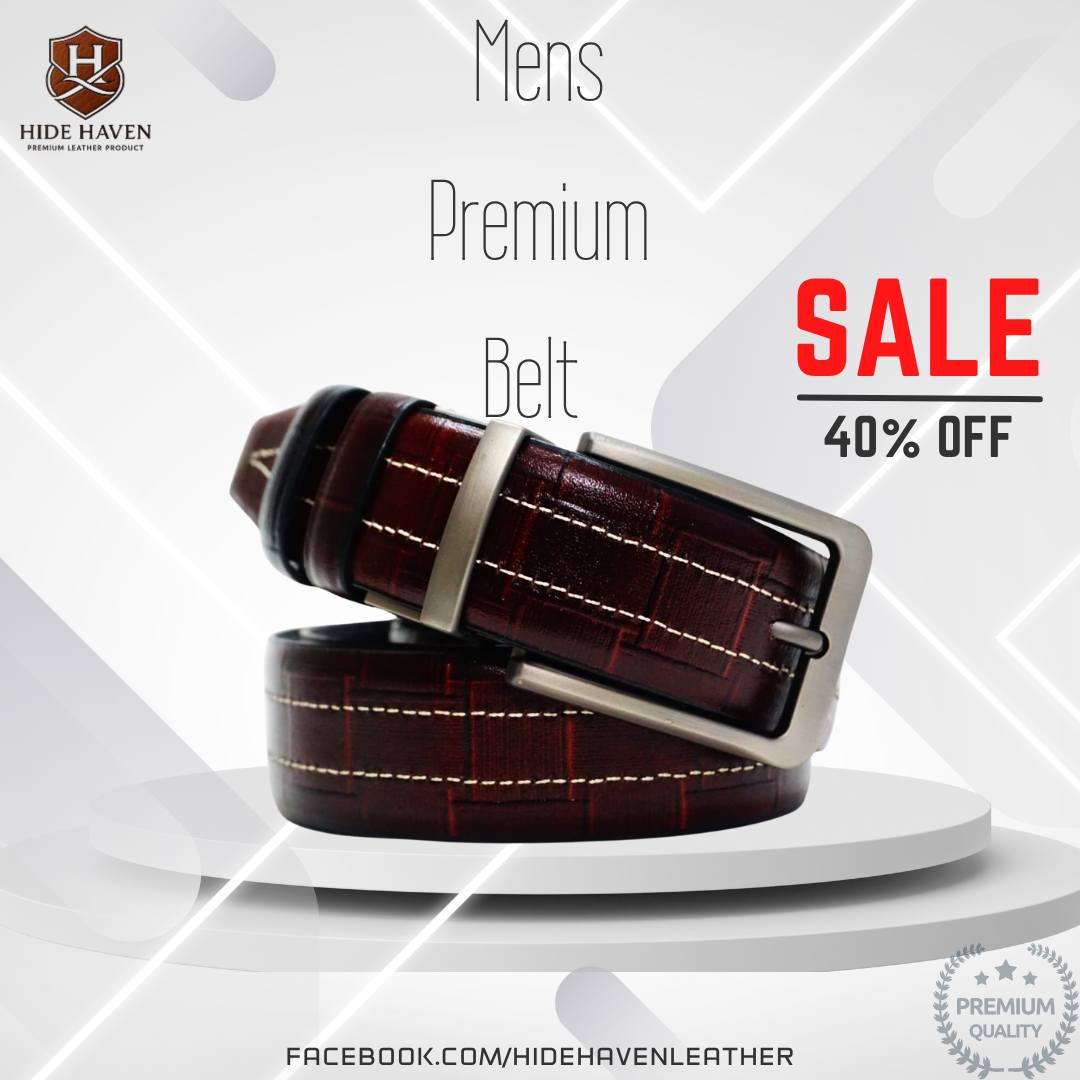 H
HIDE HAVEN
PREMIUM LEATHER PRODUCT
Mens
Premium
Belt
SALE
40% OFF
PREMIUM
QUALITY
FACEBOOK.COM/HIDEHAVENLEATHER